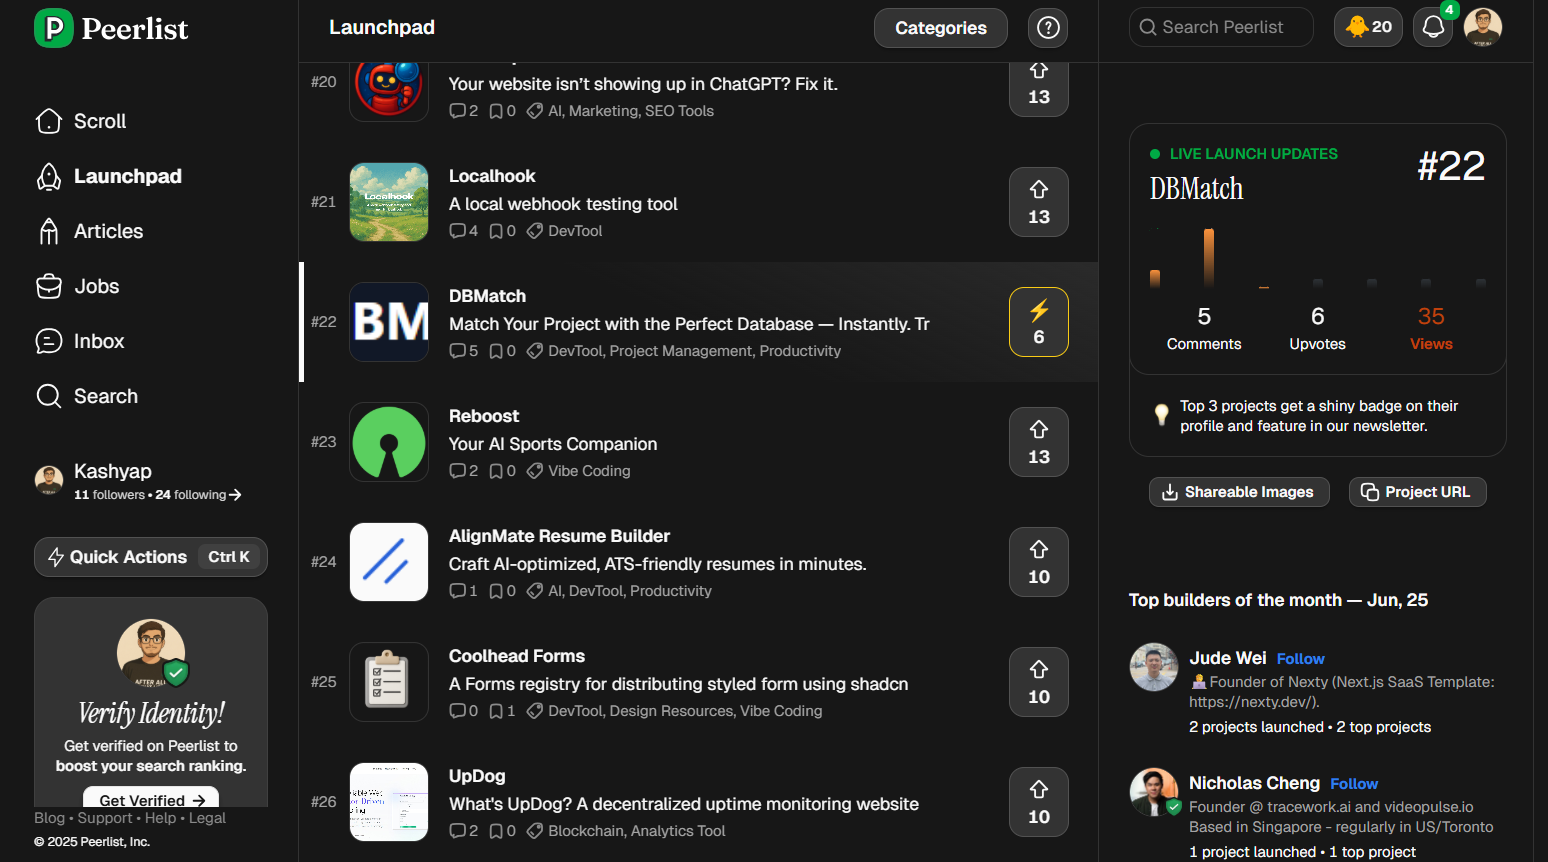 Peerlist
Scroll
Launchpad
Articles
Jobs
Inbox
Search
Kashyap
11 followers • 24 following
Quick Actions Ctrl K
AFTER ALL
Verify Identity!
Get verified on Peerlist to
boost your search ranking.
Get Verified
Blog • Support • Help • Legal
© 2025 Peerlist, Inc.
Launchpad
Categories
#20
Your website isn’t showing up in ChatGPT? Fix it.
2 0 AI, Marketing, SEO Tools
13
#21
Localhook
Localhook
A local webhook testing tool
4 0 DevTool
13
#22
BM
DBMatch
Match Your Project with the Perfect Database — Instantly. Tr
5 0 DevTool, Project Management, Productivity
6
#23
Reboost
Your AI Sports Companion
2 0 Vibe Coding
13
#24
AlignMate Resume Builder
Craft AI-optimized, ATS-friendly resumes in minutes.
1 0 AI, DevTool, Productivity
10
#25
Coolhead Forms
A Forms registry for distributing styled form using shadcn
0 1 DevTool, Design Resources, Vibe Coding
10
#26
UpDog
What's UpDog? A decentralized uptime monitoring website
2 0 Blockchain, Analytics Tool
10
Search Peerlist
20
4
LIVE LAUNCH UPDATES
DBMatch
#22
5 6 35
Comments Upvotes Views
Top 3 projects get a shiny badge on their
profile and feature in our newsletter.
Shareable Images Project URL
Top builders of the month — Jun, 25
Jude Wei Follow
Founder of Nexty (Next.js SaaS Template:
https://nexty.dev/).
2 projects launched • 2 top projects
Nicholas Cheng Follow
Founder @ tracework.ai and videopulse.io
Based in Singapore - regularly in US/Toronto
1 project launched • 1 top project